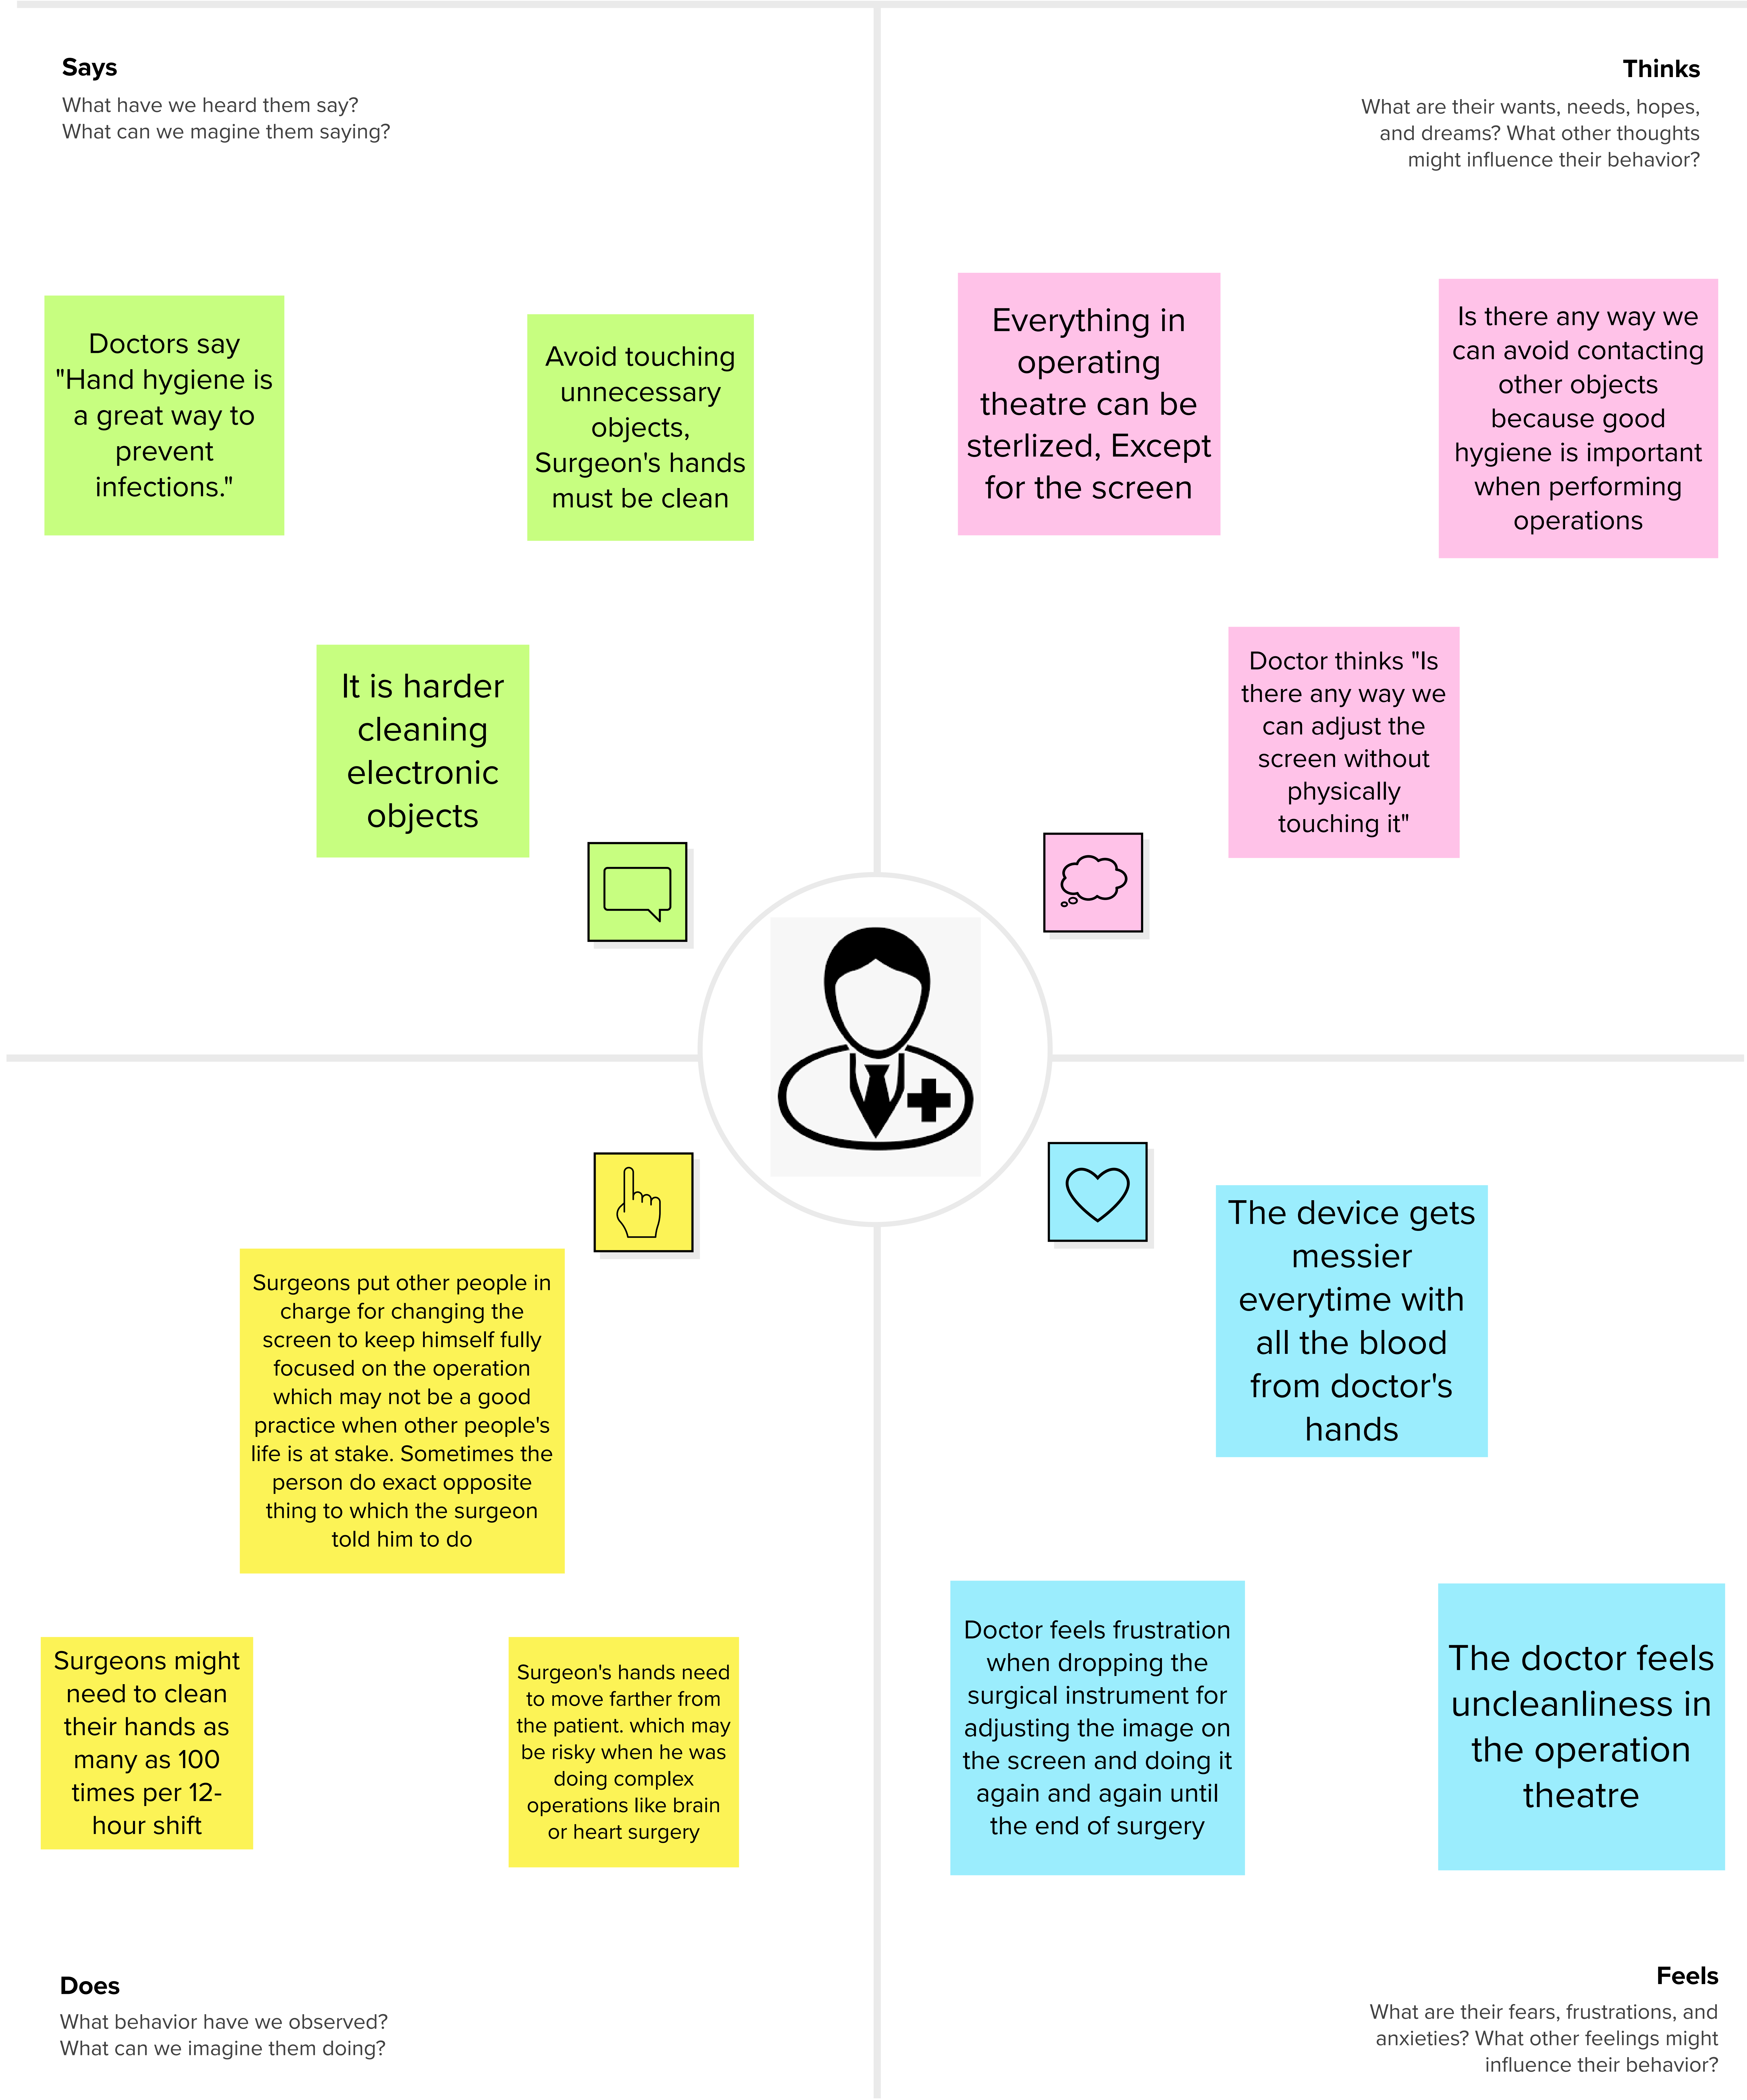 Says
What have we heard them say?
What can we magine them saying?
Thinks
What are their wants, needs, hopes,
and dreams? What other thoughts
might influence their behavior?
Doctors say
"Hand hygiene is
a great way to
prevent
infections."
Avoid touching
unnecessary
objects,
Surgeon's hands
must be clean
It is harder
cleaning
electronic
objects
Everything in
operating
theatre can be
sterlized, Except
for the screen
Is there any way we
can avoid contacting
other objects
because good
hygiene is important
when performing
operations
Doctor thinks "Is
there any way we
can adjust the
screen without
physically
touching it"
Surgeons put other people in
charge for changing the
screen to keep himself fully
focused on the operation
which may not be a good
practice when other people's
life is at stake. Sometimes the
person do exact opposite
thing to which the surgeon
told him to do
Surgeons might
need to clean
their hands as
many as 100
times per 12-
hour shift
Surgeon's hands need
to move farther from
the patient. which may
be risky when he was
doing complex
operations like brain
or heart surgery
The device gets
messier
everytime with
all the blood
from doctor's
hands
Doctor feels frustration
when dropping the
surgical instrument for
adjusting the image on
the screen and doing it
again and again until
the end of surgery
The doctor feels
uncleanliness in
the operation
theatre
Does
What behavior have we observed?
What can we imagine them doing?
Feels
What are their fears, frustrations, and
anxieties? What other feelings might
influence their behavior?